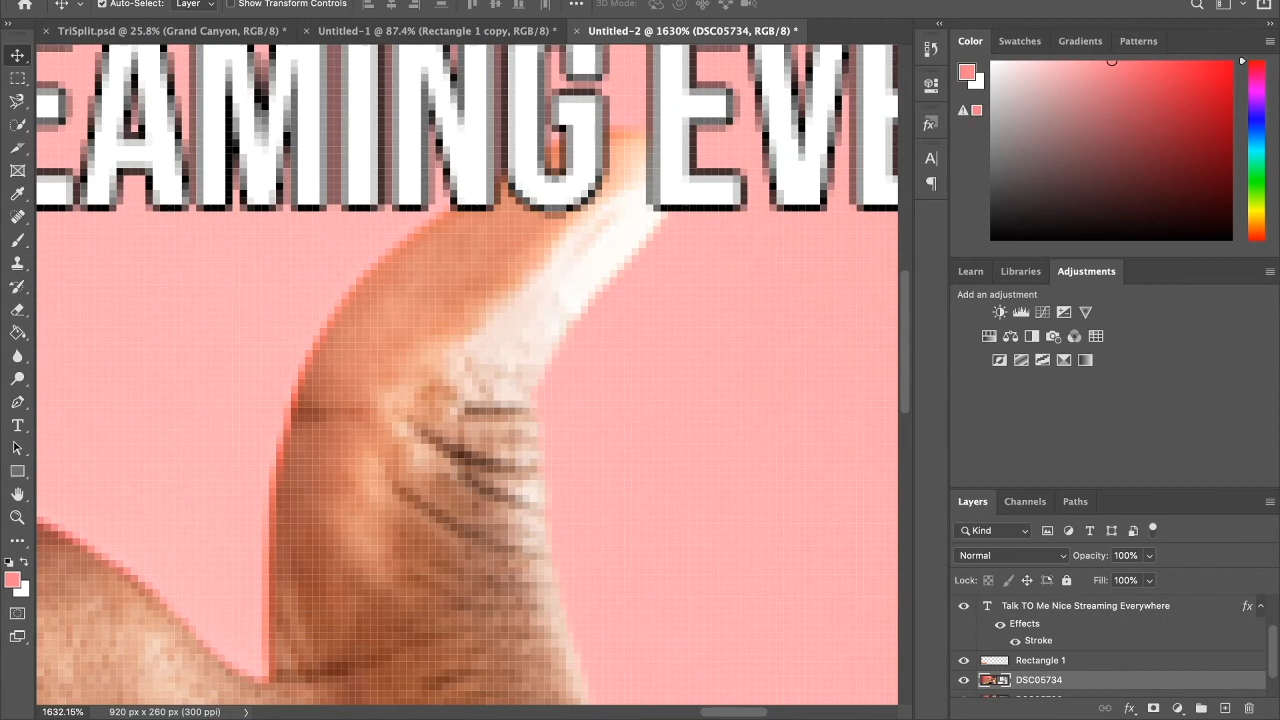 Auto-Select: Layer Show Transform Controls 3D Mode:
TriSplit.psd @ 25.8% (Grand Canyon, RGB/8) *
Untitled-1 @ 87.4% (Rectangle 1 copy, RGB/8) *
Untitled-2 @ 1630% (DSC05734, RGB/8) *
EAMING EVE
Color Swatches Gradients Patterns
Learn Libraries Adjustments
Add an adjustment
Layers Channels Paths
Kind
Normal Opacity: 100%
Lock: Fill: 100%
Talk TO Me Nice Streaming Everywhere fx
Effects
Stroke
Rectangle 1
DSC05734
1632.15% 920 px x 260 px (300 ppi)